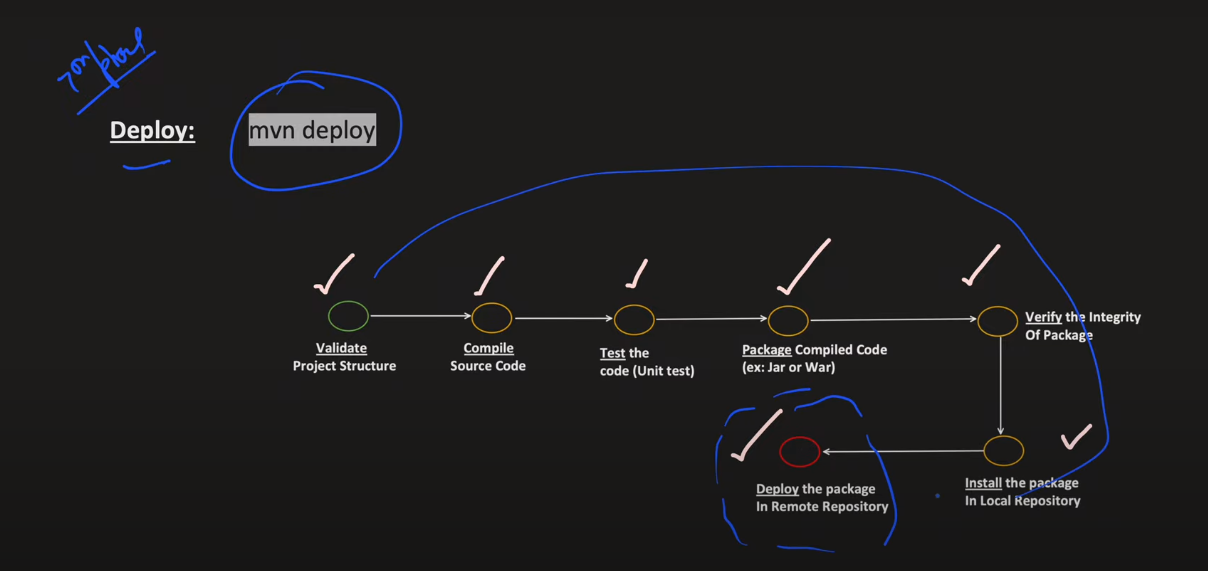 Deploy:
mvn deploy
Validate
Project Structure
Compile
Source Code
Test the
code (Unit test)
Package Compiled Code
(ex: Jar or War)
Verify the Integrity
Of Package
Install the package
In Local Repository
Deploy the package
In Remote Repository